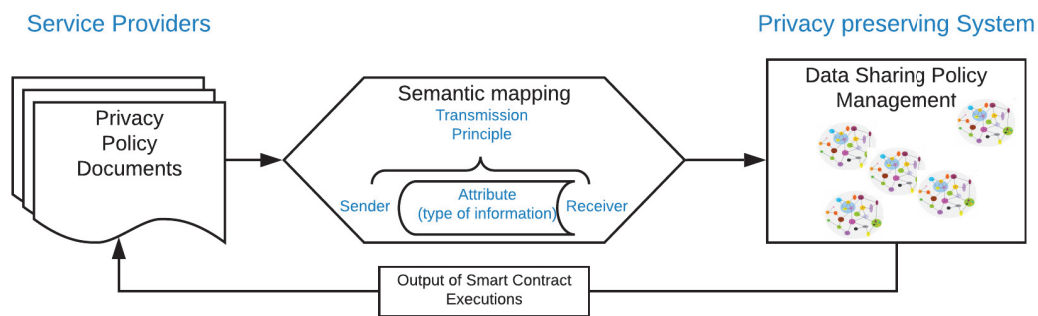 Service Providers
Privacy preserving System
Privacy
Policy
Documents
Semantic mapping
Transmission
Principle
Sender
Attribute
(type of information)
Receiver
Data Sharing Policy
Management
Output of Smart Contract
Executions